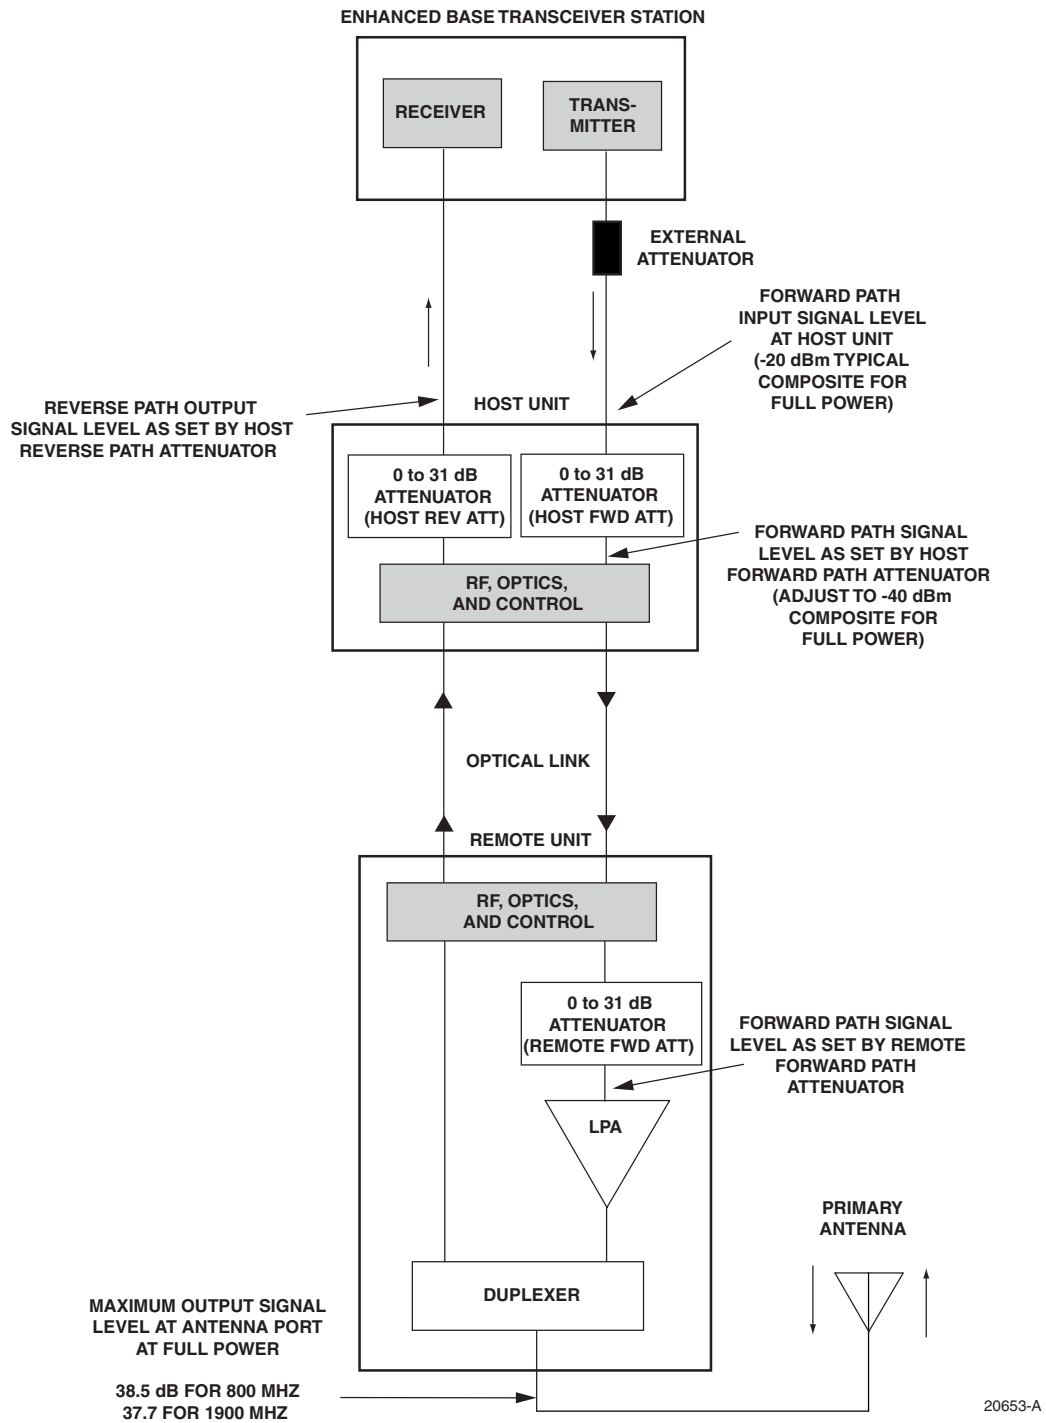 ENHANCED BASE TRANSCEIVER STATION
RECEIVER
TRANS-
MITTER
EXTERNAL
ATTENUATOR
FORWARD PATH
INPUT SIGNAL LEVEL
AT HOST UNIT
(-20 dBm TYPICAL
COMPOSITE FOR
FULL POWER)
REVERSE PATH OUTPUT
SIGNAL LEVEL AS SET BY HOST
REVERSE PATH ATTENUATOR
HOST UNIT
0 to 31 dB
ATTENUATOR
(HOST REV ATT)
0 to 31 dB
ATTENUATOR
(HOST FWD ATT)
FORWARD PATH SIGNAL
LEVEL AS SET BY HOST
FORWARD PATH ATTENUATOR
(ADJUST TO -40 dBm
COMPOSITE FOR
FULL POWER)
RF, OPTICS,
AND CONTROL
OPTICAL LINK
REMOTE UNIT
RF, OPTICS,
AND CONTROL
0 to 31 dB
ATTENUATOR
(REMOTE FWD ATT)
FORWARD PATH SIGNAL
LEVEL AS SET BY REMOTE
FORWARD PATH
ATTENUATOR
LPA
PRIMARY
ANTENNA
DUPLEXER
MAXIMUM OUTPUT SIGNAL
LEVEL AT ANTENNA PORT
AT FULL POWER
38.5 dB FOR 800 MHZ
37.7 FOR 1900 MHZ
20653-A